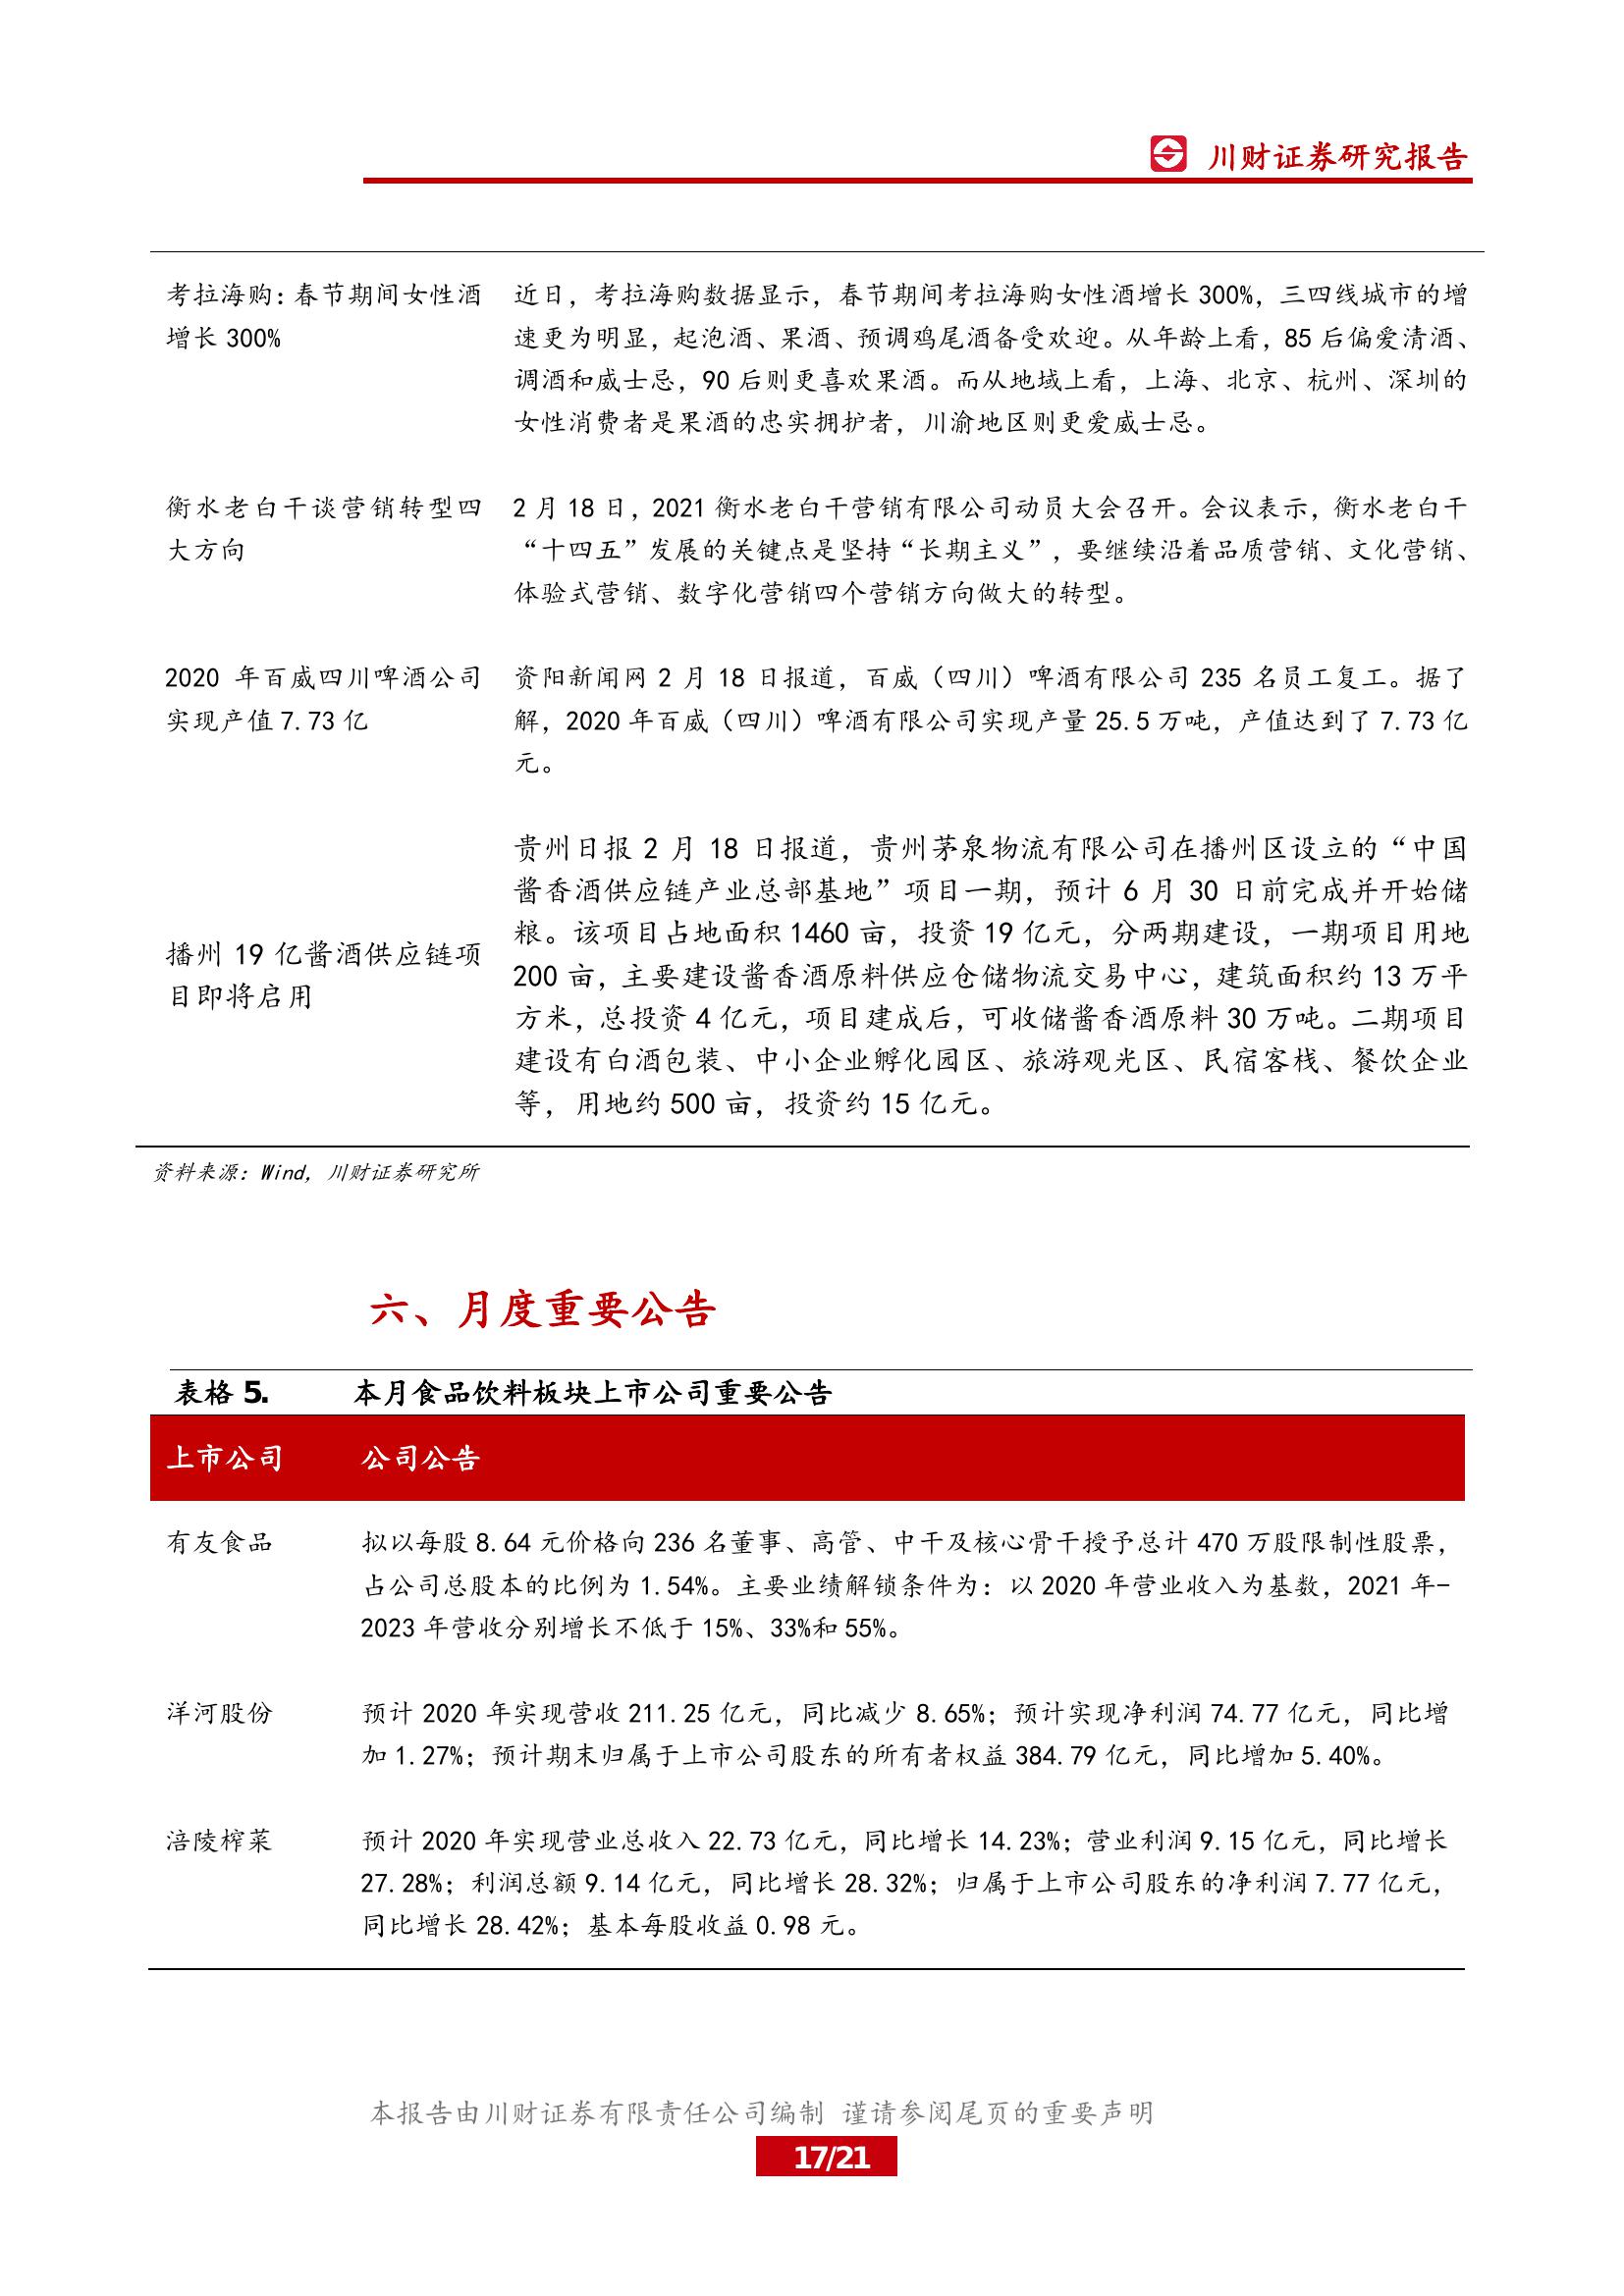 川财证券研究报告
考拉海购：春节期间女性酒
增长 300%
近日，考拉海购数据显示，春节期间考拉海购女性酒增长 300%，三四线城市的增
速更为明显，起泡酒、果酒、预调鸡尾酒备受欢迎。从年龄上看，85 后偏爱清酒、
调酒和威士忌，90 后则更喜欢果酒。而从地域上看，上海、北京、杭州、深圳的
女性消费者是果酒的忠实拥护者，川渝地区则更爱威士忌。
衡水老白干谈营销转型四
大方向
2 月 18 日，2021 衡水老白干营销有限公司动员大会召开。会议表示，衡水老白干
“十四五”发展的关键点是坚持“长期主义”，要继续沿着品质营销、文化营销、
体验式营销、数字化营销四个营销方向做大的转型。
2020 年百威四川啤酒公司
实现产值 7.73 亿
资阳新闻网 2 月 18 日报道，百威（四川）啤酒有限公司 235 名员工复工。据了
解，2020 年百威（四川）啤酒有限公司实现产量 25.5 万吨，产值达到了 7.73 亿
元。
播州 19 亿酱酒供应链项
目即将启用
贵州日报 2 月 18 日报道，贵州茅泉物流有限公司在播州区设立的“中国
酱香酒供应链产业总部基地”项目一期，预计 6 月 30 日前完成并开始储
粮。该项目占地面积 1460 亩，投资 19 亿元，分两期建设，一期项目用地
200 亩，主要建设酱香酒原料供应仓储物流交易中心，建筑面积约 13 万平
方米，总投资 4 亿元，项目建成后，可收储酱香酒原料 30 万吨。二期项目
建设有白酒包装、中小企业孵化园区、旅游观光区、民宿客栈、餐饮企业
等，用地约 500 亩，投资约 15 亿元。
资料来源：Wind，川财证券研究所
六、月度重要公告
表格 5. 本月食品饮料板块上市公司重要公告
上市公司 公司公告
有友食品 拟以每股 8.64 元价格向 236 名董事、高管、中干及核心骨干授予总计 470 万股限制性股票，
占公司总股本的比例为 1.54%。主要业绩解锁条件为：以 2020 年营业收入为基数，2021 年-
2023 年营收分别增长不低于 15%、33%和 55%。
洋河股份 预计 2020 年实现营收 211.25 亿元，同比减少 8.65%；预计实现净利润 74.77 亿元，同比增
加 1.27%；预计期末归属于上市公司股东的所有者权益 384.79 亿元，同比增加 5.40%。
涪陵榨菜 预计 2020 年实现营业总收入 22.73 亿元，同比增长 14.23%；营业利润 9.15 亿元，同比增长
27.28%；利润总额 9.14 亿元，同比增长 28.32%；归属于上市公司股东的净利润 7.77 亿元，
同比增长 28.42%；基本每股收益 0.98 元。
本报告由川财证券有限责任公司编制 谨请参阅尾页的重要声明
17/21